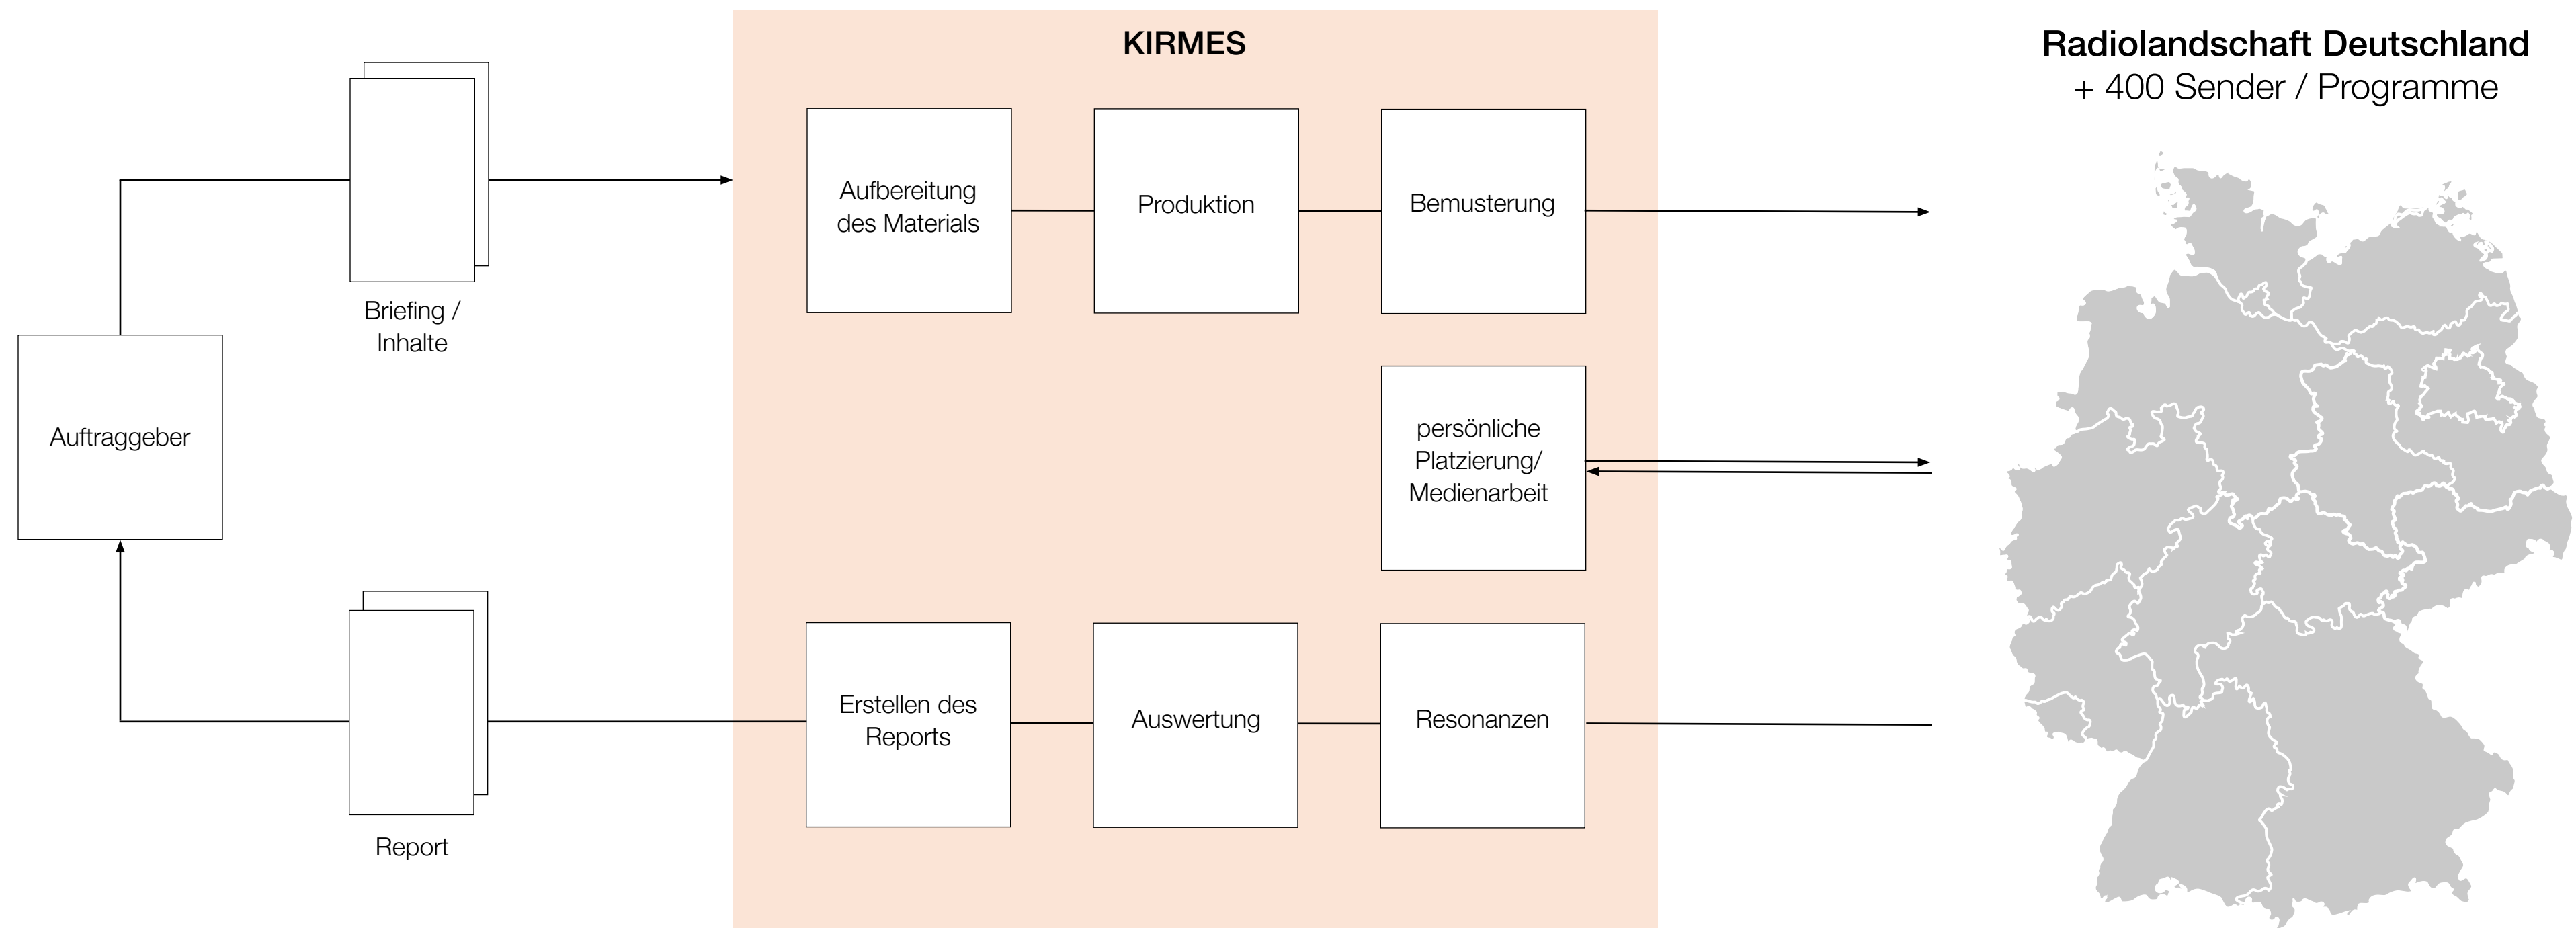 KIRMES
Radiolandschaft Deutschland
+ 400 Sender / Programme
Aufbereitung
des Materials
Produktion
Bemusterung
Briefing /
Inhalte
Auftraggeber
persönliche
Platzierung/
Medienarbeit
Erstellen des
Reports
Auswertung
Resonanzen
Report